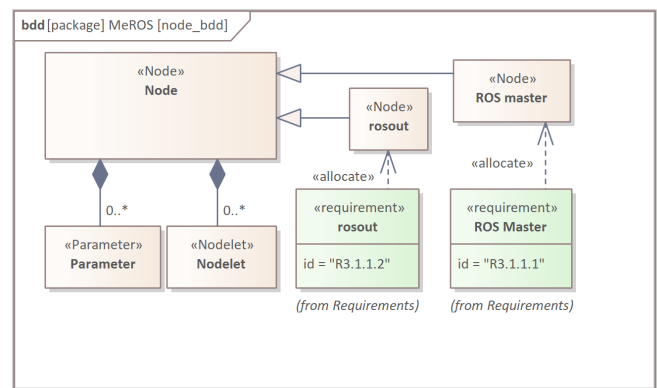 bdd [package] MeROS [node_bdd]
«Node»
Node
«Node»
ROS master
«Node»
rosout
«allocate»
«allocate»
0..*
0..*
«Parameter»
Parameter
«Nodelet»
Nodelet
«requirement»
rosout
id = "R3.1.1.2"
(from Requirements)
«requirement»
ROS Master
id = "R3.1.1.1"
(from Requirements)